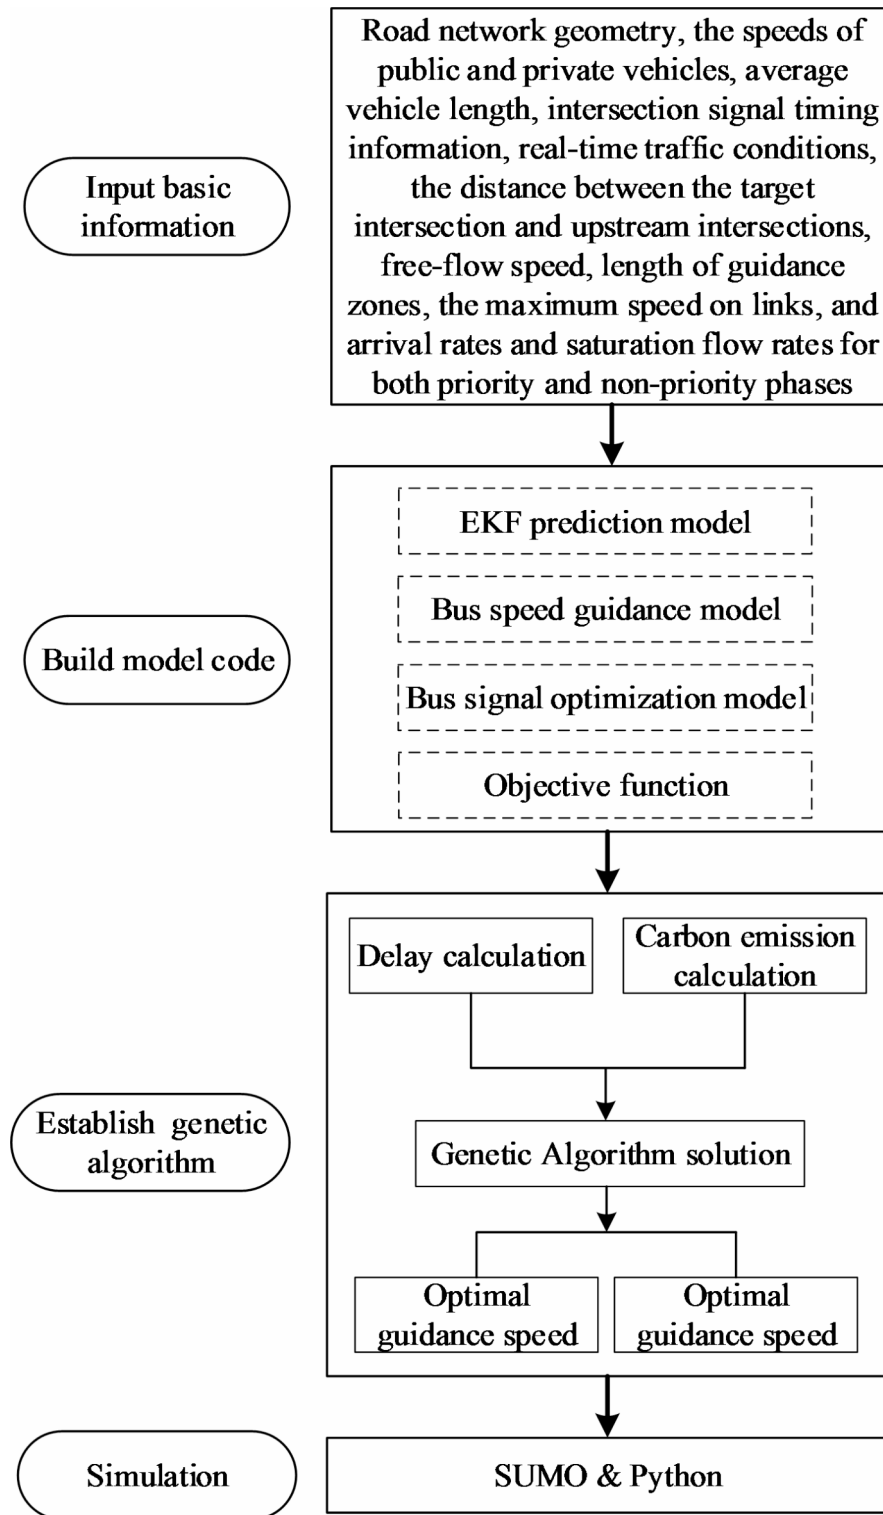 Road network geometry, the speeds of
public and private vehicles, average
vehicle length, intersection signal timing
information, real-time traffic conditions,
the distance between the target
intersection and upstream intersections,
free-flow speed, length of guidance
zones, the maximum speed on links, and
arrival rates and saturation flow rates for
both priority and non-priority phases
Input basic
information
EKF prediction model
Bus speed guidance model
Bus signal optimization model
Objective function
Build model code
Delay calculation
Carbon emission
calculation
Genetic Algorithm solution
Optimal
guidance speed
Optimal
guidance speed
Establish genetic
algorithm
Simulation
SUMO & Python